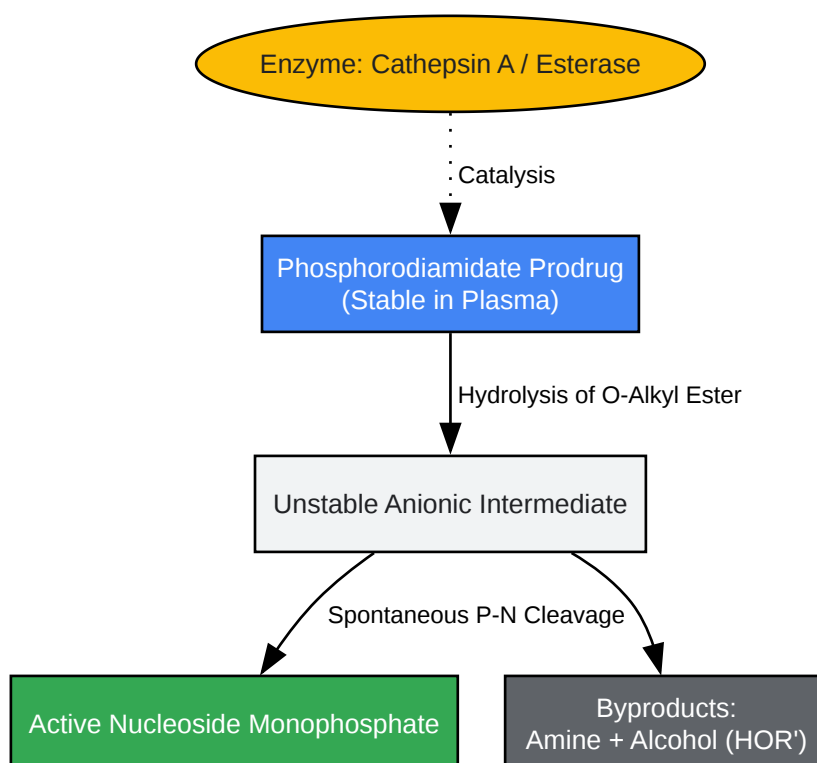 Enzyme: Cathepsin A / Esterase
Catalysis
Phosphorodiamidate Prodrug
(Stable in Plasma)
Hydrolysis of O-Alkyl Ester
Unstable Anionic Intermediate
Spontaneous P-N Cleavage
Active Nucleoside Monophosphate
Byproducts:
Amine + Alcohol (HOR')